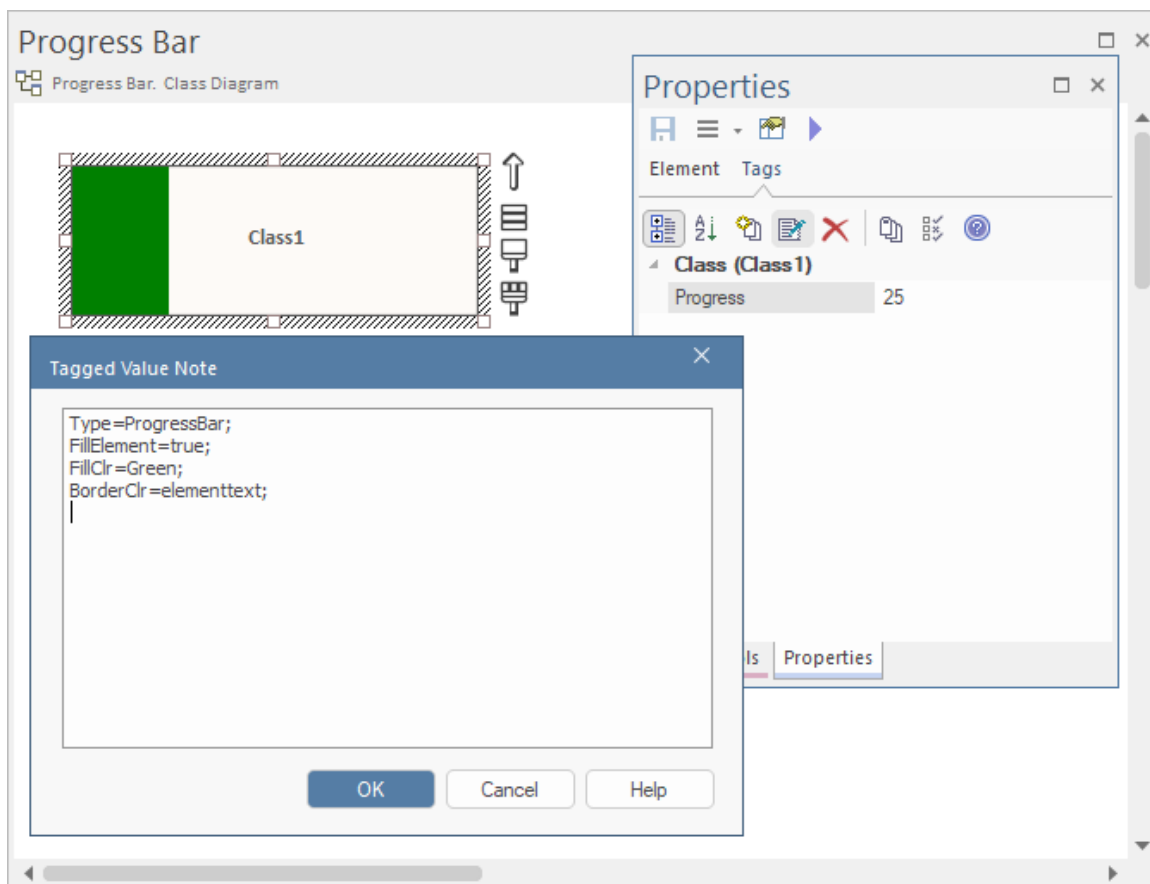 Progress Bar
Progress Bar. Class Diagram
Properties
Element Tags
Class1
Class (Class1)
Progress 25
Tagged Value Note
Type=ProgressBar;
FillElement=true;
FillClr=Green;
BorderClr=elementtext;
ls Properties
OK Cancel Help